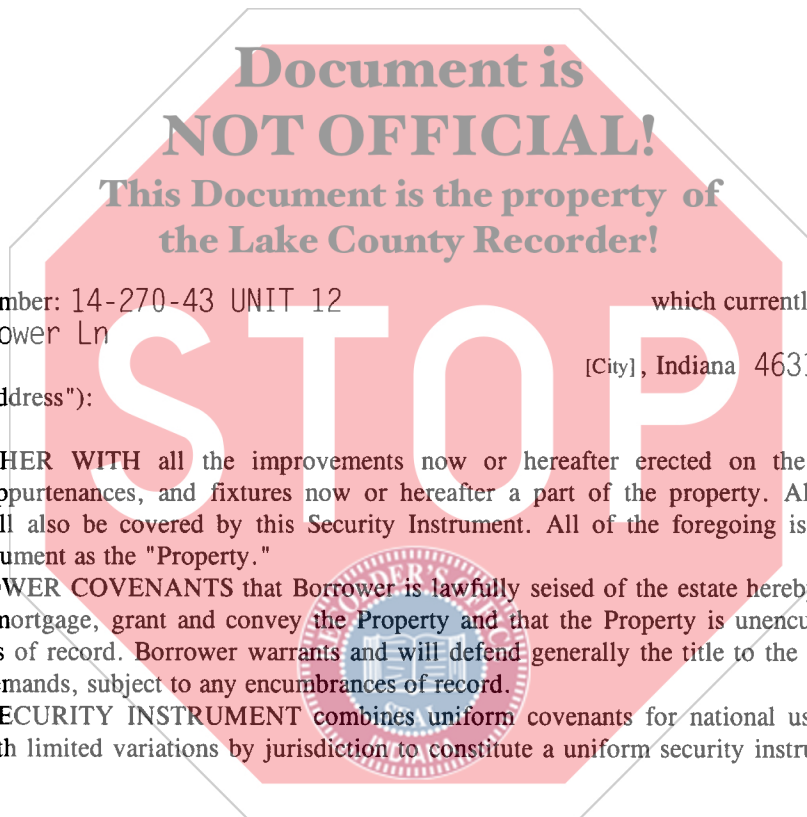 Document is
NOT OFFICIAL!
This Document is the property of
the Lake County Recorder!
mber: 14-270-43 UNIT 12 which currentl
ower Ln
[City], Indiana 4631
ddress"):
STOP
HER WITH all the improvements now or hereafter erected on the
ppurtenances, and fixtures now or hereafter a part of the property. Al
ll also be covered by this Security Instrument. All of the foregoing is
ument as the "Property."
WER COVENANTS that Borrower is lawfully seised of the estate hereb
mortgage, grant and convey the Property and that the Property is unencu
s of record. Borrower warrants and will defend generally the title to the
mands, subject to any encumbrances of record.
ECURITY INSTRUMENT combines uniform covenants for national us
th limited variations by jurisdiction to constitute a uniform security instru
SEAL